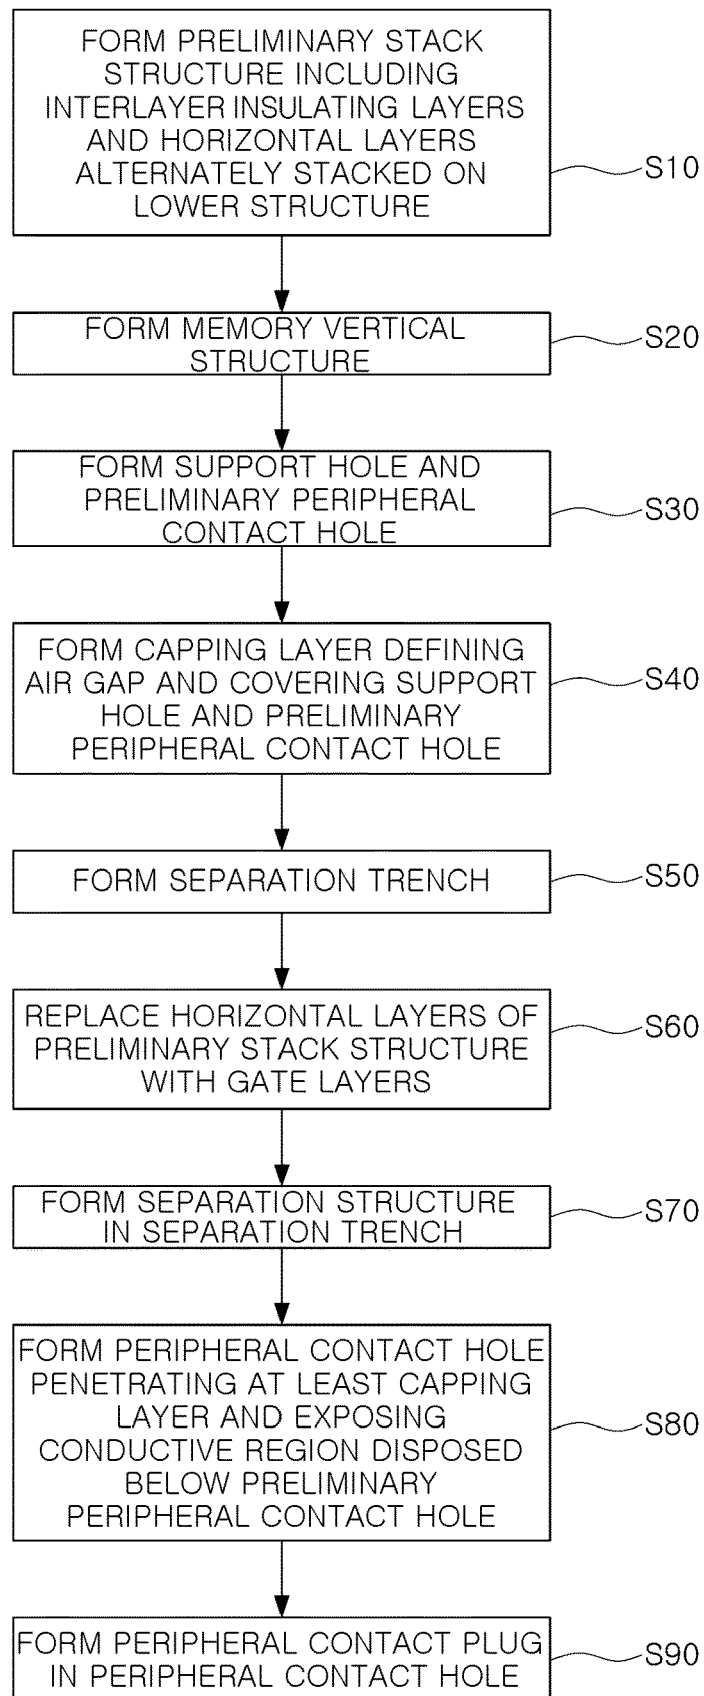 FORM PRELIMINARY STACK
STRUCTURE INCLUDING
INTERLAYER INSULATING LAYERS
AND HORIZONTAL LAYERS
ALTERNATELY STACKED ON
LOWER STRUCTURE
S10
FORM MEMORY VERTICAL
STRUCTURE
S20
FORM SUPPORT HOLE AND
PRELIMINARY PERIPHERAL
CONTACT HOLE
S30
FORM CAPPING LAYER DEFINING
AIR GAP AND COVERING SUPPORT
HOLE AND PRELIMINARY
PERIPHERAL CONTACT HOLE
S40
FORM SEPARATION TRENCH
S50
REPLACE HORIZONTAL LAYERS OF
PRELIMINARY STACK STRUCTURE
WITH GATE LAYERS
S60
FORM SEPARATION STRUCTURE
IN SEPARATION TRENCH
S70
FORM PERIPHERAL CONTACT HOLE
PENETRATING AT LEAST CAPPING
LAYER AND EXPOSING
CONDUCTIVE REGION DISPOSED
BELOW PRELIMINARY
PERIPHERAL CONTACT HOLE
S80
FORM PERIPHERAL CONTACT PLUG
IN PERIPHERAL CONTACT HOLE
S90